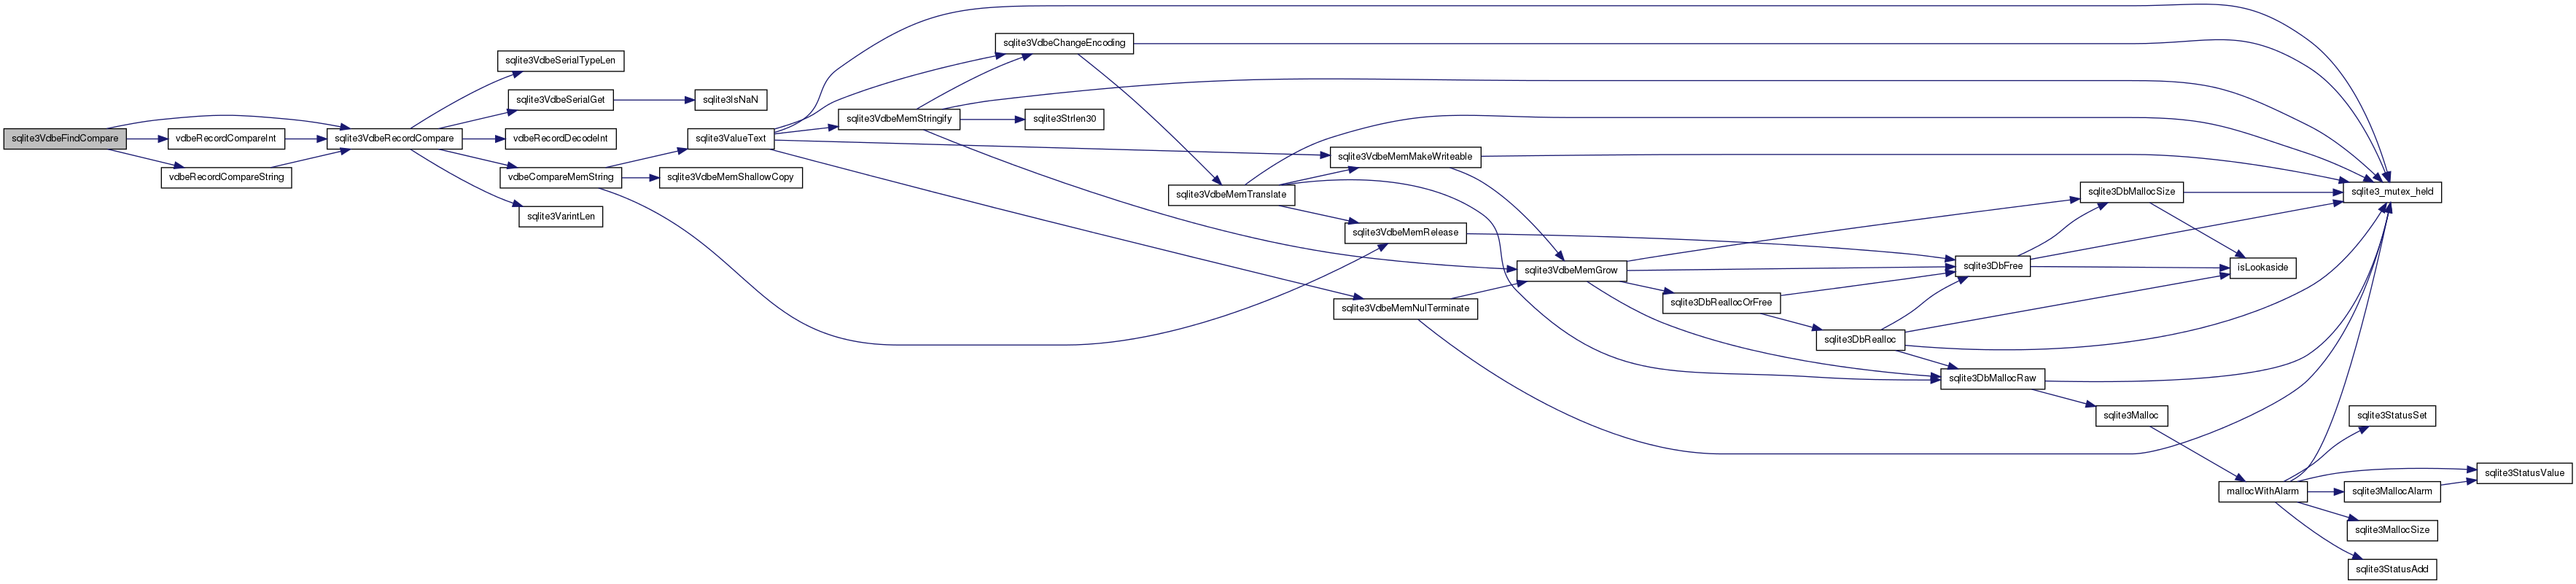 sqlite3VdbeFindCompare
vdbeRecordCompareInt
vdbeRecordCompareString
sqlite3VdbeRecordCompare
sqlite3VdbeSerialTypeLen
sqlite3VdbeSerialGet
vdbeRecordDecodeInt
vdbeCompareMemString
sqlite3VarintLen
sqlite3IsNaN
sqlite3ValueText
sqlite3VdbeMemShallowCopy
sqlite3VdbeMemStringify
sqlite3VdbeChangeEncoding
sqlite3Strlen30
sqlite3VdbeMemTranslate
sqlite3VdbeMemMakeWriteable
sqlite3VdbeMemRelease
sqlite3VdbeMemNulTerminate
sqlite3VdbeMemGrow
sqlite3DbReallocOrFree
sqlite3DbRealloc
sqlite3DbFree
sqlite3DbMallocRaw
sqlite3DbMallocSize
sqlite3Malloc
isLookaside
mallocWithAlarm
sqlite3_mutex_held
sqlite3StatusSet
sqlite3MallocAlarm
sqlite3MallocSize
sqlite3StatusAdd
sqlite3StatusValue